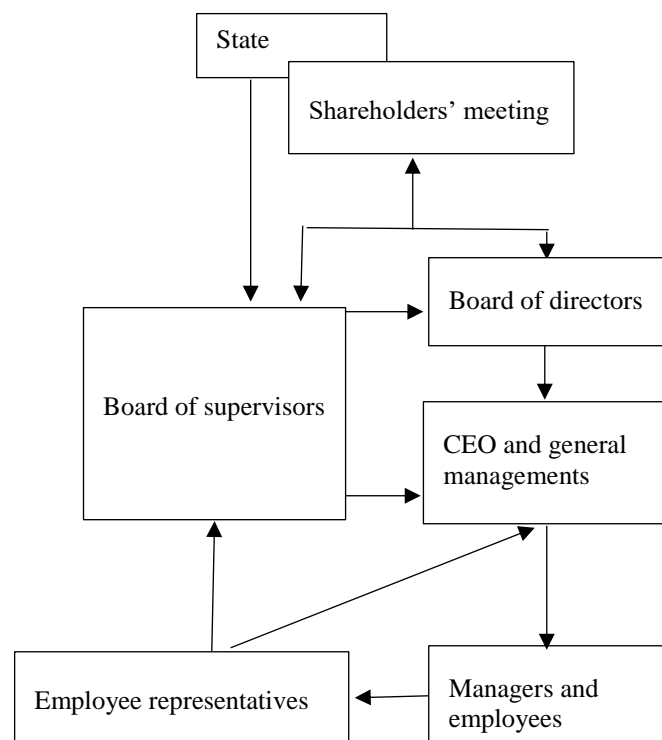 State
Shareholders’ meeting
Board of directors
Board of supervisors
CEO and general
managements
Employee representatives
Managers and
employees